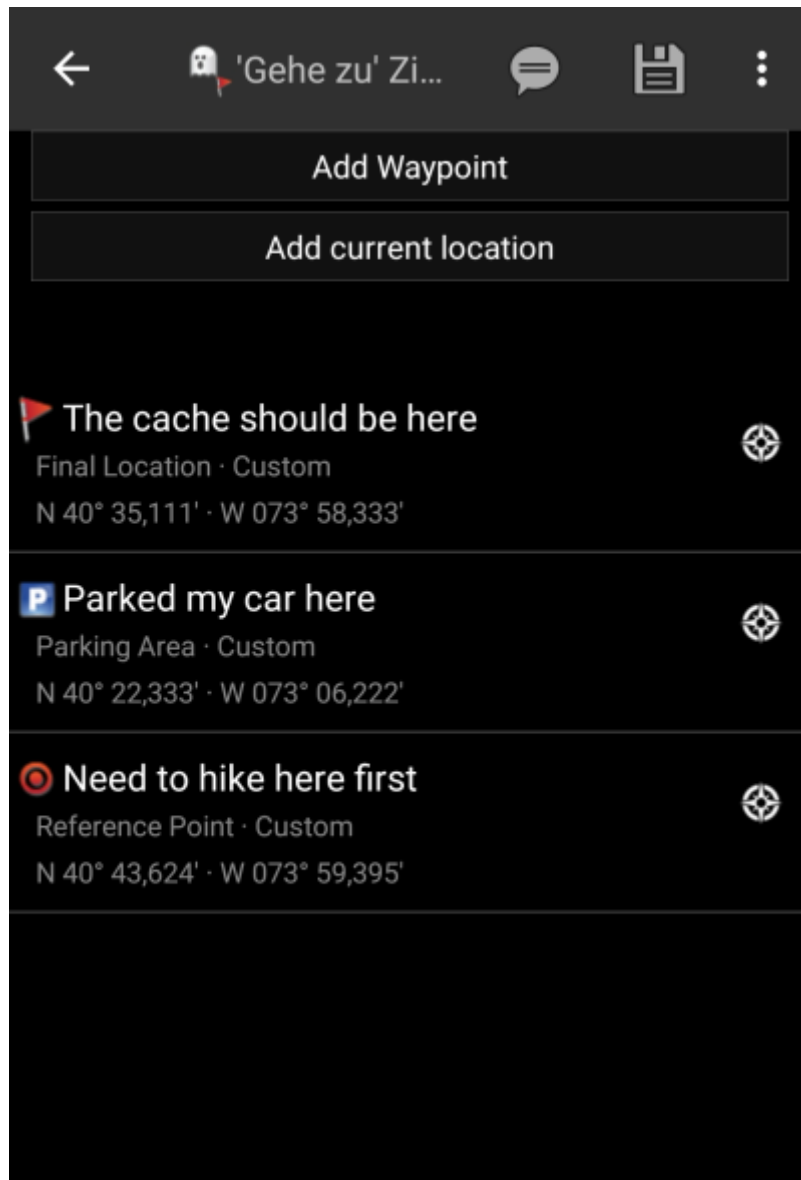 'Gehe zu' Zi...
Add Waypoint
Add current location
The cache should be here
Final Location · Custom
N 40° 35,111' · W 073° 58,333'
P Parked my car here
Parking Area · Custom
N 40° 22,333' · W 073° 06,222'
Need to hike here first
Reference Point · Custom
N 40° 43,624' · W 073° 59,395'